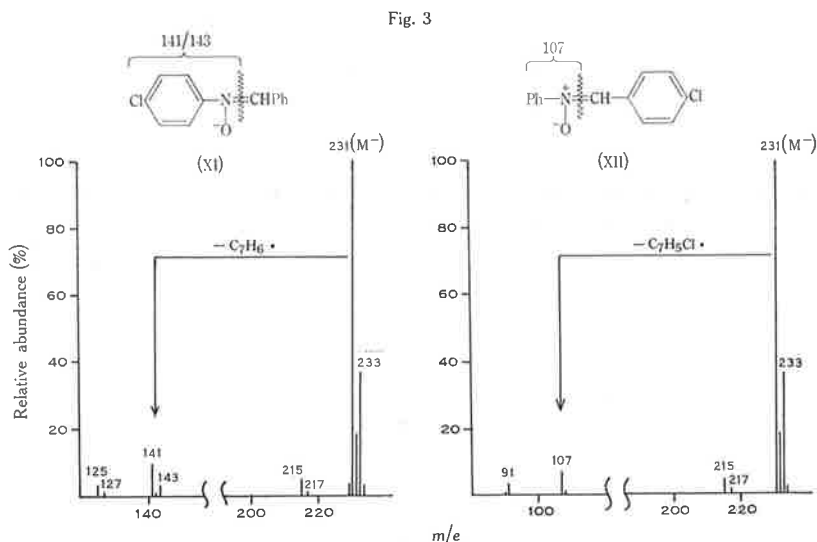 Fig. 3
141/143
Cl
N
+
CHPh
−O
(XI)
107
Ph
N
+
CH
−O
Cl
(XII)
Relative abundance (%)
100
80
60
40
20
231(M−)
− C7H6 •
233
125
127
141
143
215
217
140
200
220
100
80
60
40
20
231(M−)
− C7H5Cl •
233
91
107
215
217
100
200
220
m/e